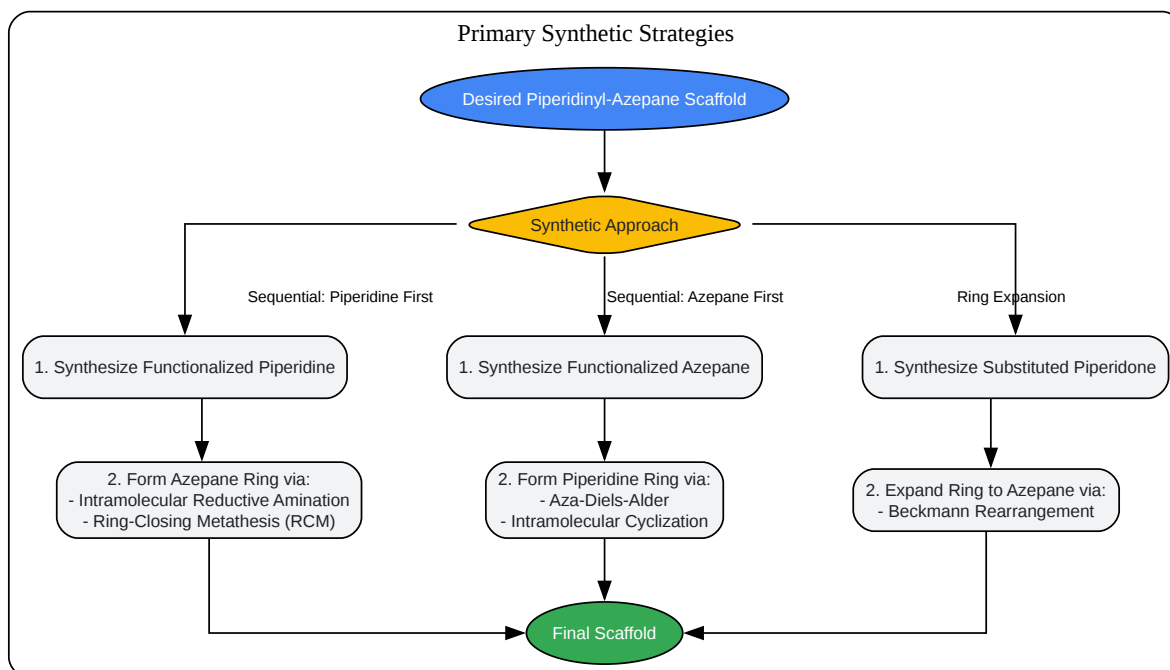 Primary Synthetic Strategies
Desired Piperidinyl-Azepane Scaffold
Synthetic Approach
Sequential: Piperidine First
Sequential: Azepane First
Ring Expansion
1. Synthesize Functionalized Piperidine
1. Synthesize Functionalized Azepane
1. Synthesize Substituted Piperidone
2. Form Azepane Ring via:
- Intramolecular Reductive Amination
- Ring-Closing Metathesis (RCM)
2. Form Piperidine Ring via:
- Aza-Diels-Alder
- Intramolecular Cyclization
2. Expand Ring to Azepane via:
- Beckmann Rearrangement
Final Scaffold